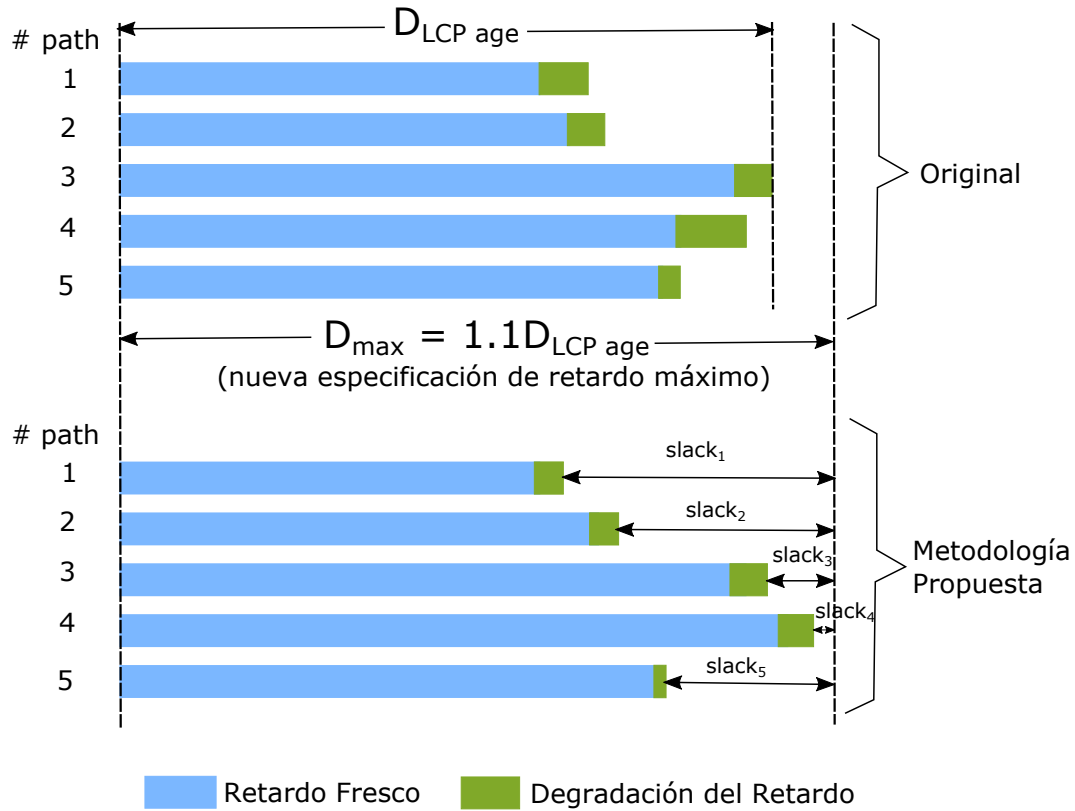 D_LCP age
# path
1
2
3
4
5
Original
D_max = 1.1D_LCP age
(nueva especificación de retardo máximo)
# path
1
slack_1
2
slack_2
3
slack_3
4
slack_4
5
slack_5
Metodología
Propuesta
Retardo Fresco
Degradación del Retardo